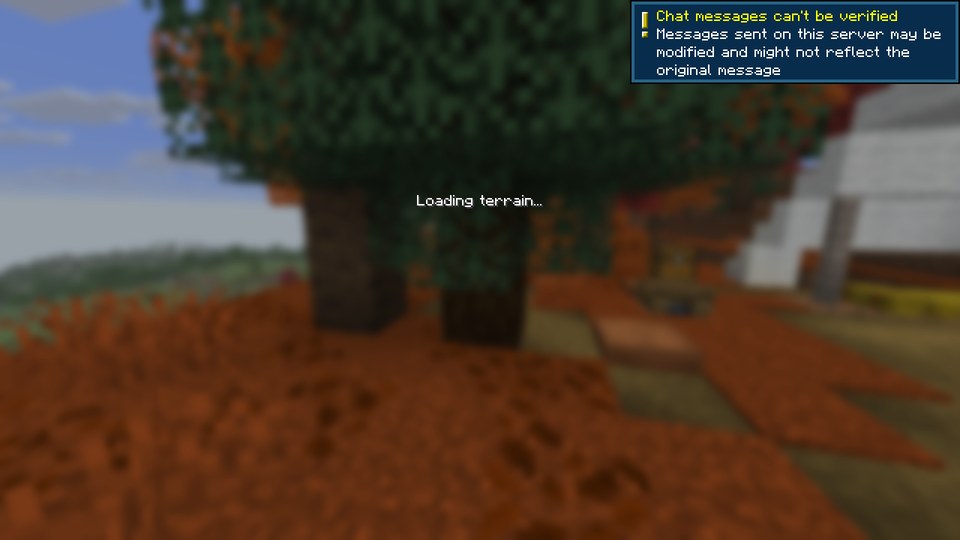 Chat messages can't be verified
Messages sent on this server may be
modified and might not reflect the
original message
Loading terrain...